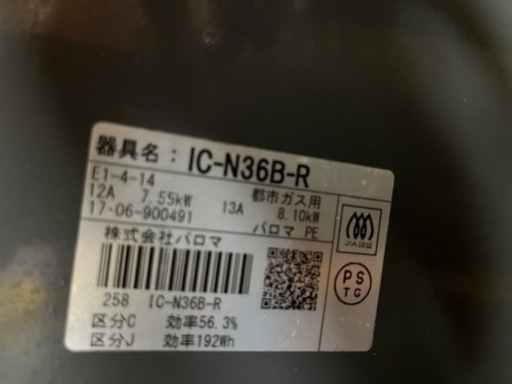 器具名：IC-N36B-R
E1-4-14 都市ガス用
12A 7.55kW 13A 8.10kW
17-06-900491 パロマ PE
株式会社パロマ
JIA
258 IC-N36B-R
区分C 効率56.3%
区分J 効率192Wh
PS
TG